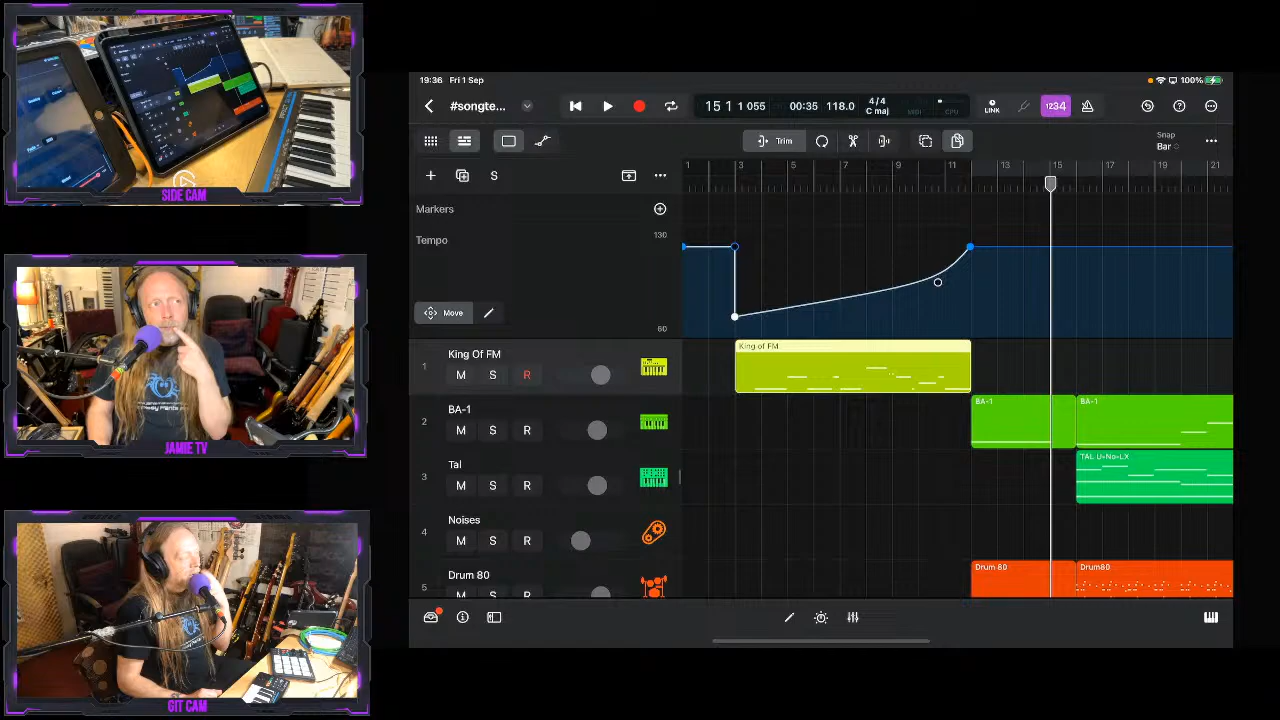 SIDE CAM
JAMIE TV
GIT CAM
19:36 Fri 1 Sep
100%
#songte...
15 1 1 055
00:35
118.0
4/4
C maj
MIDI
CPU
LINK
1234
Trim
Snap
Bar
1 3 5 7 9 11 13 15 17 19 21
S
Markers
Tempo
130
Move
60
1
King Of FM
M S R
King of FM
2
BA-1
M S R
BA-1
BA-1
3
Tal
M S R
TAL U-No-LX
4
Noises
M S R
5
Drum 80
M S R
Drum 80
Drum80